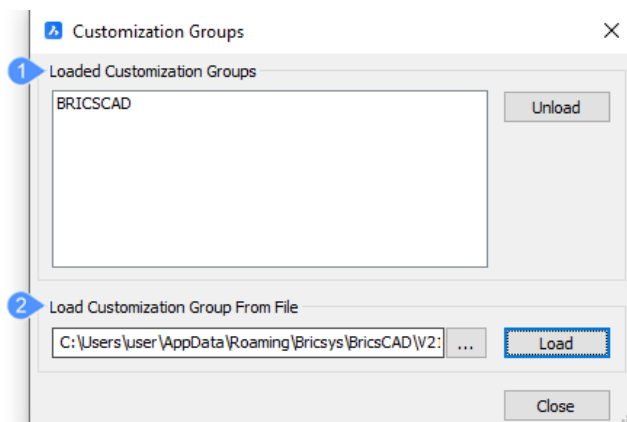 Customization Groups
1
Loaded Customization Groups
BRICSCAD
Unload
2
Load Customization Group From File
C:\Users\user\AppData\Roaming\Bricsys\BricsCAD\V21
...
Load
Close